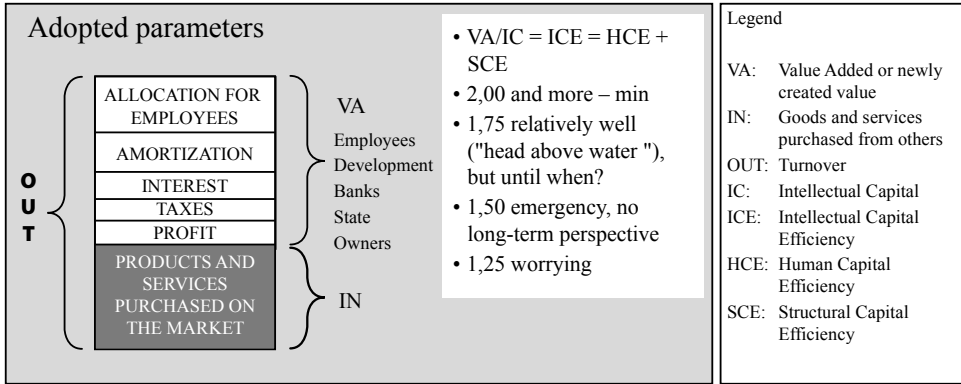 Adopted parameters
OUT
ALLOCATION FOR
EMPLOYEES
AMORTIZATION
INTEREST
TAXES
PROFIT
PRODUCTS AND
SERVICES
PURCHASED ON
THE MARKET
VA
Employees
Development
Banks
State
Owners
IN
• VA/IC = ICE = HCE +
SCE
• 2,00 and more – min
• 1,75 relatively well
("head above water "),
but until when?
• 1,50 emergency, no
long-term perspective
• 1,25 worrying
Legend
VA: Value Added or newly
created value
IN: Goods and services
purchased from others
OUT: Turnover
IC: Intellectual Capital
ICE: Intellectual Capital
Efficiency
HCE: Human Capital
Efficiency
SCE: Structural Capital
Efficiency